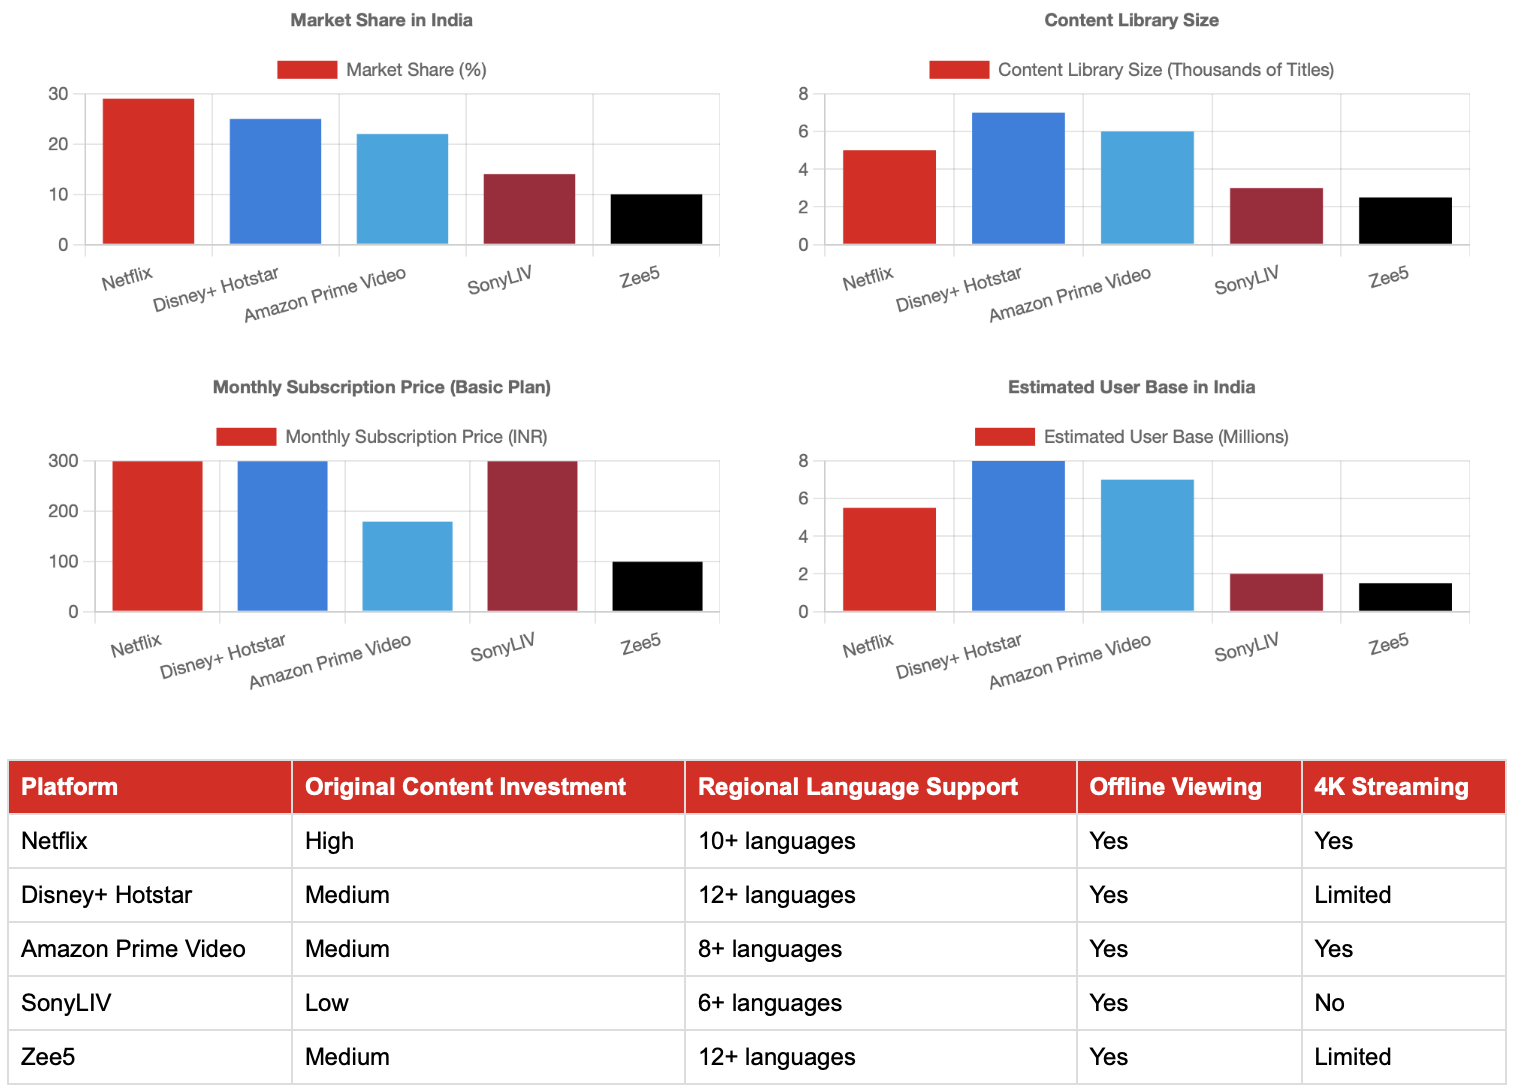 Market Share in India
Market Share (%)
30
20
10
0
Netflix
Disney+ Hotstar
Amazon Prime Video
SonyLIV
Zee5
Content Library Size
Content Library Size (Thousands of Titles)
8
6
4
2
0
Netflix
Disney+ Hotstar
Amazon Prime Video
SonyLIV
Zee5
Monthly Subscription Price (Basic Plan)
Monthly Subscription Price (INR)
300
200
100
0
Netflix
Disney+ Hotstar
Amazon Prime Video
SonyLIV
Zee5
Estimated User Base in India
Estimated User Base (Millions)
8
6
4
2
0
Netflix
Disney+ Hotstar
Amazon Prime Video
SonyLIV
Zee5
Platform Original Content Investment Regional Language Support Offline Viewing 4K Streaming
Netflix High 10+ languages Yes Yes
Disney+ Hotstar Medium 12+ languages Yes Limited
Amazon Prime Video Medium 8+ languages Yes Yes
SonyLIV Low 6+ languages Yes No
Zee5 Medium 12+ languages Yes Limited